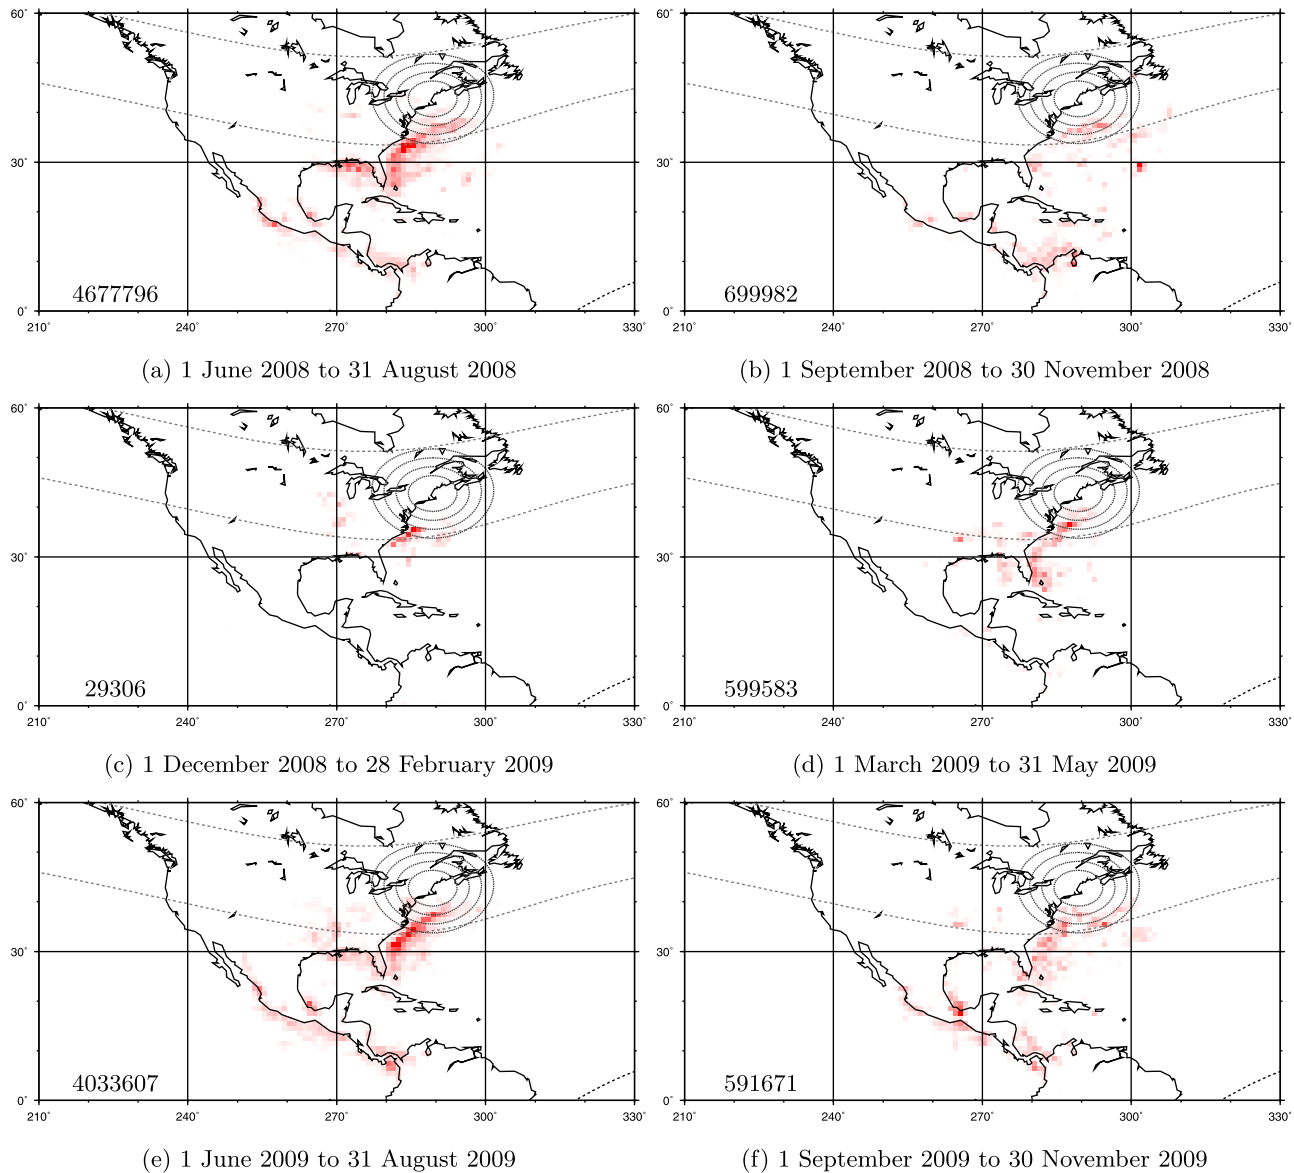 60° 60°
30° 30°
4677796 699982
0° 0°
210° 240° 270° 300° 330° 210° 240° 270° 300° 330°
(a) 1 June 2008 to 31 August 2008 (b) 1 September 2008 to 30 November 2008
60° 60°
30° 30°
29306 599583
0° 0°
210° 240° 270° 300° 330° 210° 240° 270° 300° 330°
(c) 1 December 2008 to 28 February 2009 (d) 1 March 2009 to 31 May 2009
60° 60°
30° 30°
4033607 591671
0° 0°
210° 240° 270° 300° 330° 210° 240° 270° 300° 330°
(e) 1 June 2009 to 31 August 2009 (f) 1 September 2009 to 30 November 2009